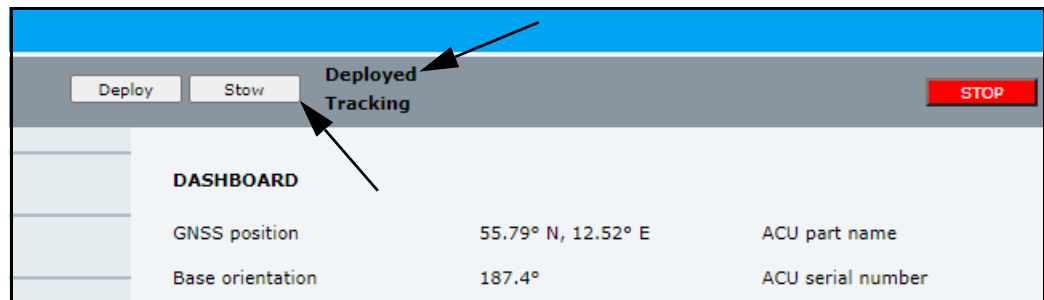 Deploy Stow Deployed
Tracking
STOP
DASHBOARD
GNSS position 55.79° N, 12.52° E ACU part name
Base orientation 187.4° ACU serial number